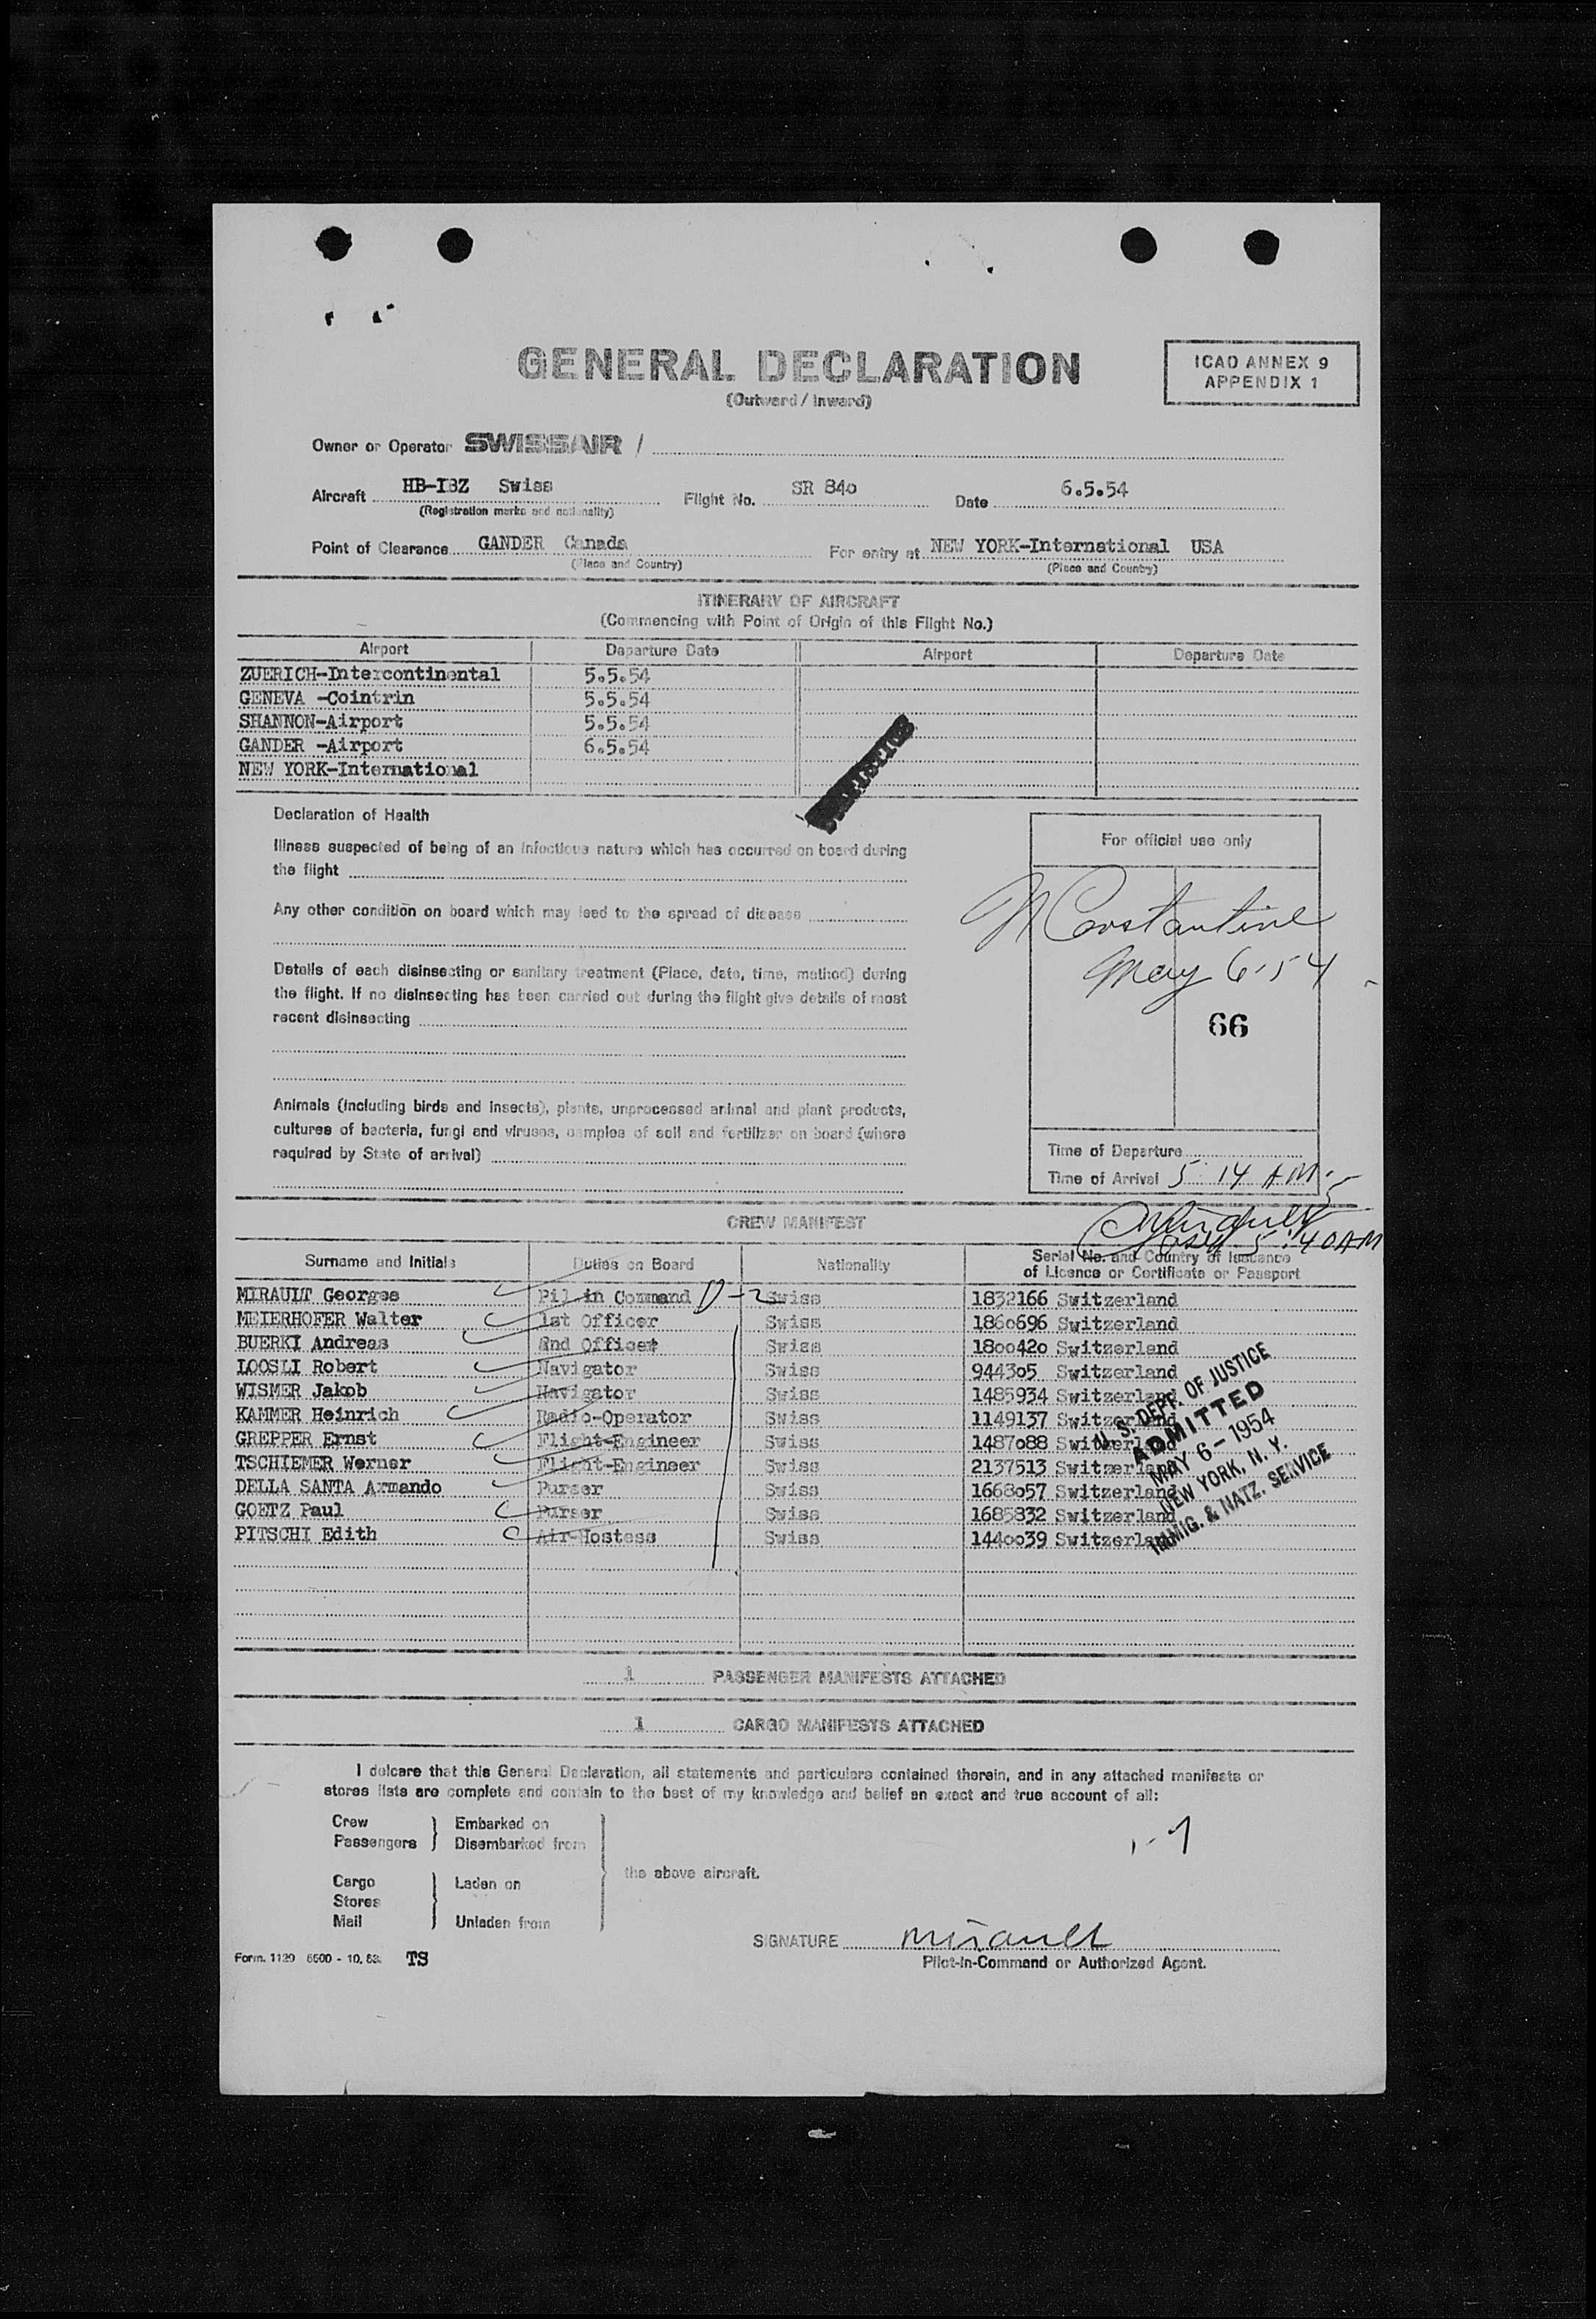 GENERAL DECLARATION
(Outward / Inward)
ICAO ANNEX 9
APPENDIX 1
Owner or Operator SWISSAIR /
Aircraft HB-IBZ Swiss Flight No. SR 840 Date 6.5.54
(Registration marks and nationality)
Point of Clearance GANDER Canada For entry at NEW YORK-International USA
(Place and Country) (Place and Country)
ITINERARY OF AIRCRAFT
(Commencing with Point of Origin of this Flight No.)
Airport Departure Date Airport Departure Date
ZUERICH-Intercontinental 5.5.54
GENEVA -Cointrin 5.5.54
SHANNON-Airport 5.5.54
GANDER -Airport 6.5.54
NEW YORK-International
STATISTICS
Declaration of Health
Illness suspected of being of an infectious nature which has occurred on board during
the flight
Any other condition on board which may lead to the spread of disease
Details of each disinsecting or sanitary treatment (Place, date, time, method) during
the flight. If no disinsecting has been carried out during the flight give details of most
recent disinsecting
Animals (including birds and insects), plants, unprocessed animal and plant products,
cultures of bacteria, fungi and viruses, samples of soil and fertilizer on board (where
required by State of arrival)
For official use only
M Constantine
May 6-54
66
Time of Departure
Time of Arrival 5:14 AM
5:40 AM
CREW MANIFEST
Surname and Initials Duties on Board Nationality Serial No. and Country of Issuance
of Licence or Certificate or Passport
MIRAULT Georges Pil in Command D-2 Swiss 1832166 Switzerland
MEIERHOFER Walter 1st Officer Swiss 1860696 Switzerland
BUERKI Andreas 2nd Officer Swiss 1800420 Switzerland
LOOSLI Robert Navigator Swiss 944305 Switzerland
WISMER Jakob Navigator Swiss 1485934 Switzerland
KAMMER Heinrich Radio-Operator Swiss 1149137 Switzerland
GREPPER Ernst Flight-Engineer Swiss 1487088 Switzerland
TSCHIEMER Werner Flight-Engineer Swiss 2137513 Switzerland
DELLA SANTA Armando Purser Swiss 1668057 Switzerland
GOETZ Paul Purser Swiss 1685832 Switzerland
PITSCHI Edith Air-Hostess Swiss 1440039 Switzerland
U. S. DEPT. OF JUSTICE
ADMITTED
MAY 6 - 1954
NEW YORK, N. Y.
IMMIG. & NATZ. SERVICE
1 PASSENGER MANIFESTS ATTACHED
1 CARGO MANIFESTS ATTACHED
I delcare that this General Declaration, all statements and particulars contained therein, and in any attached manifests or
stores lists are complete and contain to the best of my knowledge and belief an exact and true account of all:
Crew Embarked on
Passengers Disembarked from
the above aircraft.
Cargo Laden on
Stores
Mail Unladen from
SIGNATURE Mirault
Pilot-in-Command or Authorized Agent.
Form. 1129 5500 - 10. 53. TS